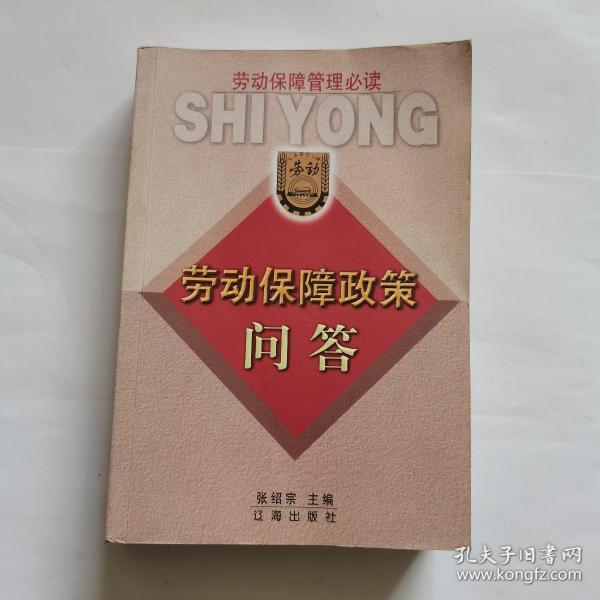 劳动保障管理必读
SHI YONG
LABOUR
劳动
劳动保障政策
问答
张绍宗 主编
辽海出版社
孔夫子旧书网
www.kongfz.com